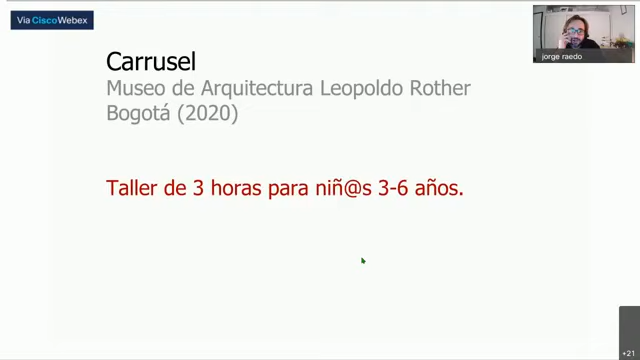 Via CiscoWebex
jorge raedo
Carrusel
Museo de Arquitectura Leopoldo Rother
Bogotá (2020)
Taller de 3 horas para niñ@s 3-6 años.
+21